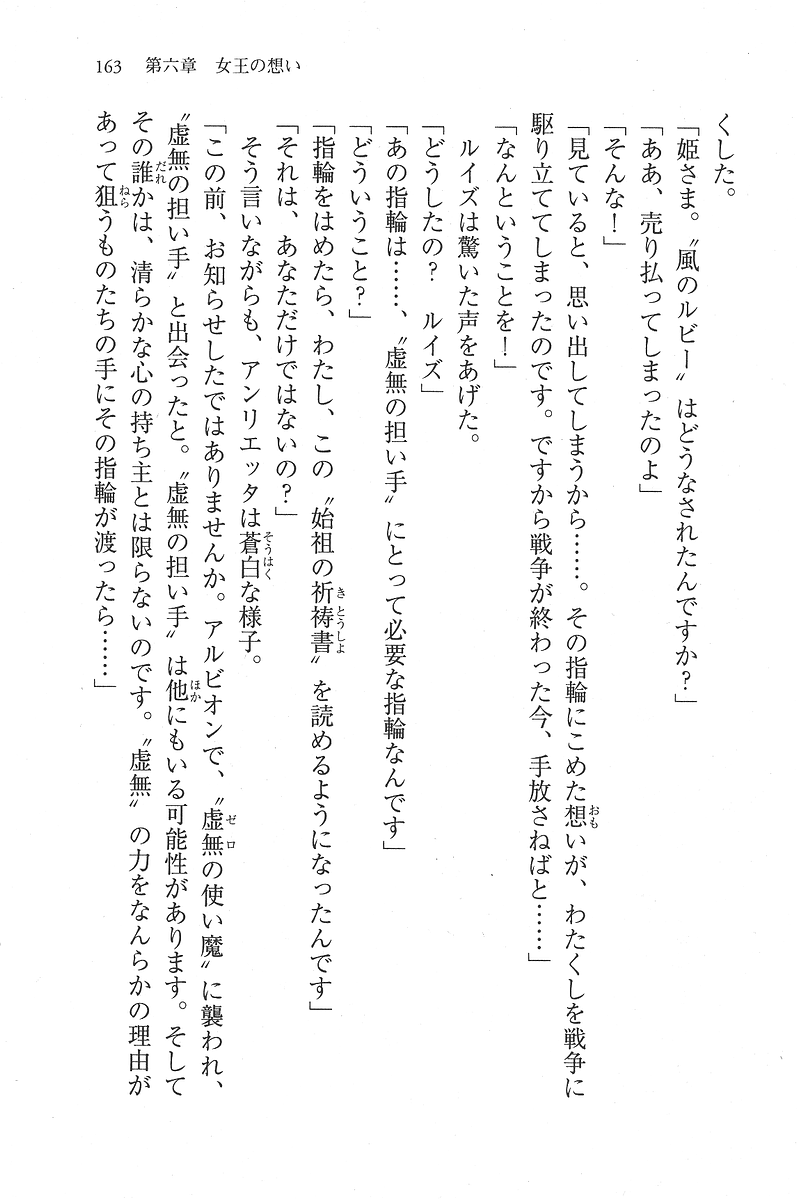 163　第六章　女王の想い
くした。
「姫さま。〝風のルビー〟はどうなされたんですか？」
「ああ、売り払ってしまったのよ」
「そんな！」
「見ていると、思い出してしまうから……。その指輪にこめた想いが、わたくしを戦争に
駆り立ててしまったのです。ですから戦争が終わった今、手放さねばと……」
「なんということを！」
　ルイズは驚いた声をあげた。
「どうしたの？　ルイズ」
「あの指輪は……、〝虚無の担い手〟にとって必要な指輪なんです」
「どういうこと？」
「指輪をはめたら、わたし、この〝始祖の祈祷書〟を読めるようになったんです」
「それは、あなただけではないの？」
　そう言いながらも、アンリエッタは蒼白な様子。
「この前、お知らせしたではありませんか。アルビオンで、〝虚無の使い魔〟に襲われ、
〝虚無の担い手〟と出会ったと。〝虚無の担い手〟は他にもいる可能性があります。そして
その誰かは、清らかな心の持ち主とは限らないのです。〝虚無〟の力をなんらかの理由が
あって狙うものたちの手にその指輪が渡ったら……」